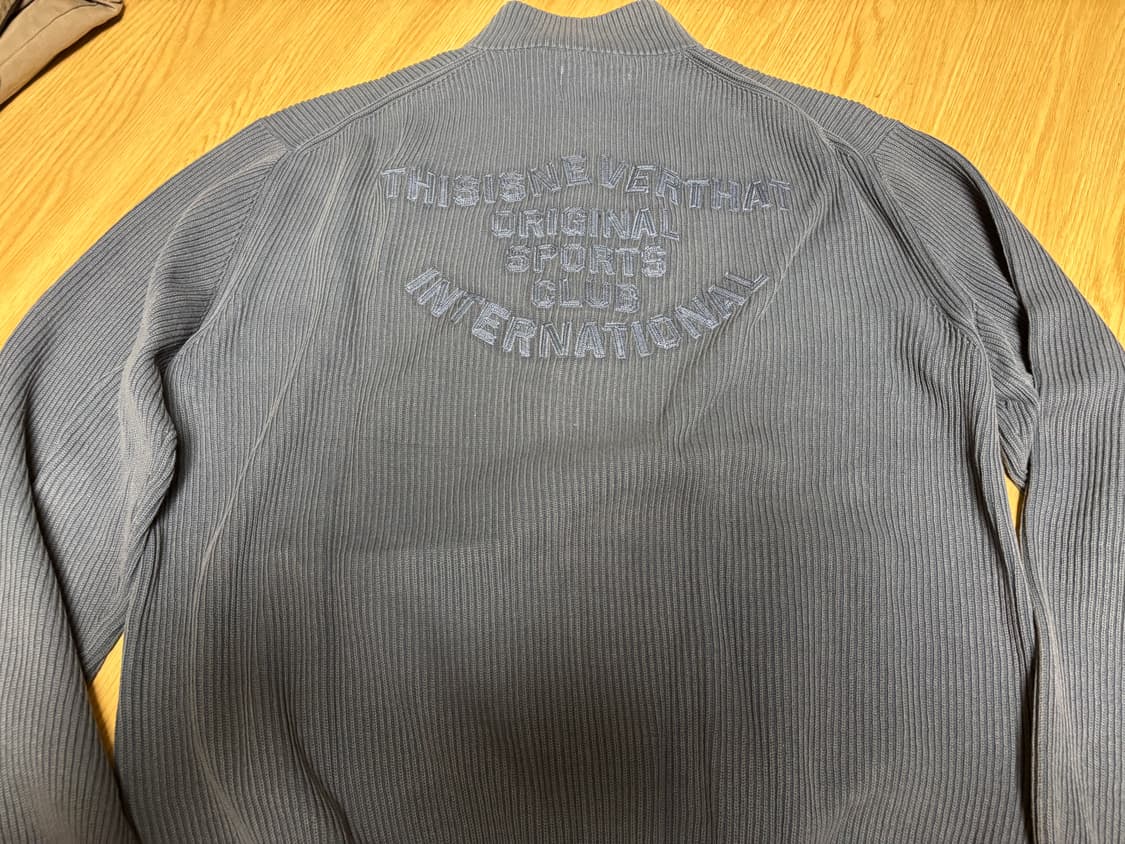 THISISNEVERTHAT
ORIGINAL
SPORTS
CLUB
INTERNATIONAL